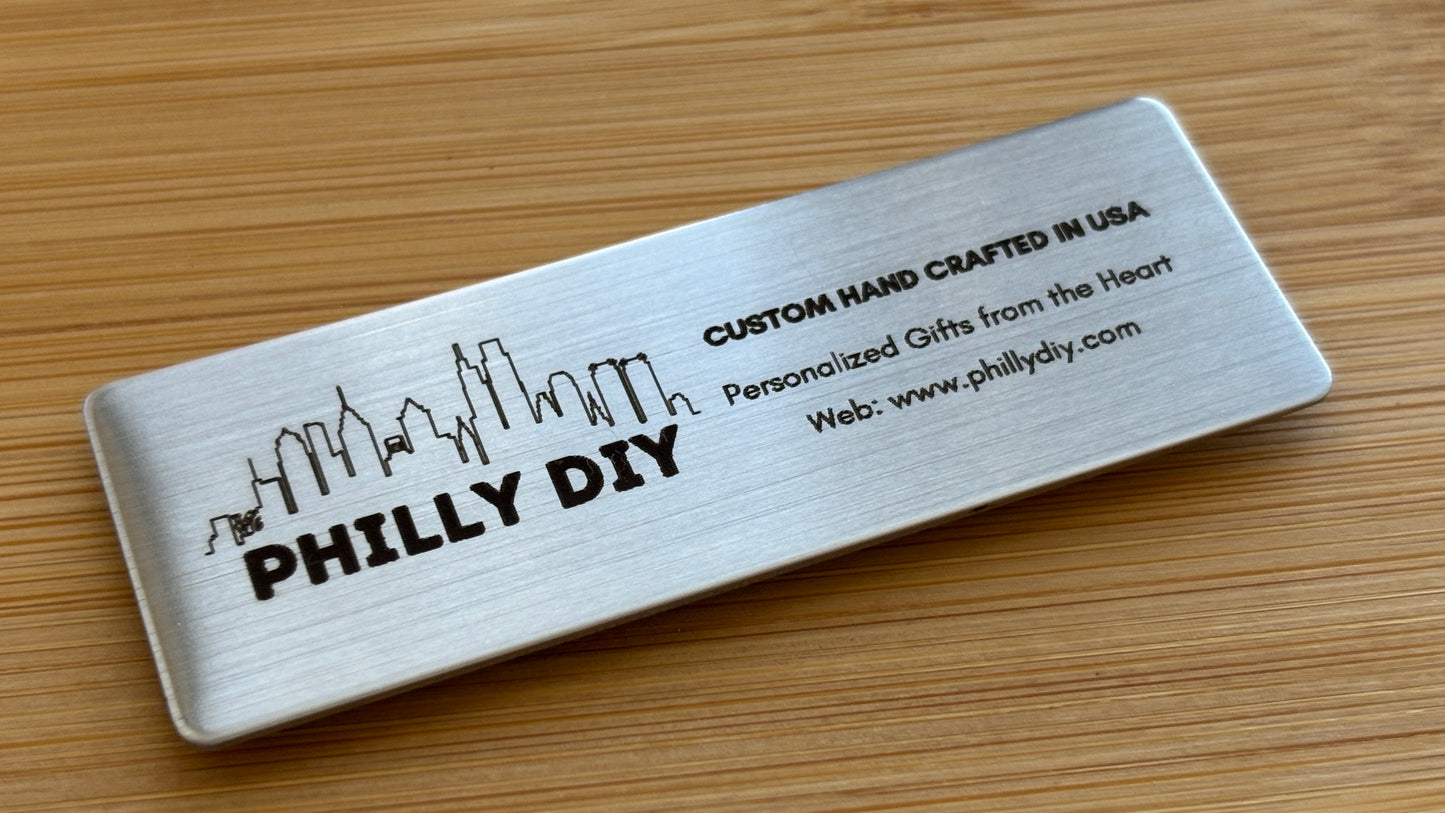 PHILLY DIY
CUSTOM HAND CRAFTED IN USA
Personalized Gifts from the Heart
Web: www.phillydiy.com